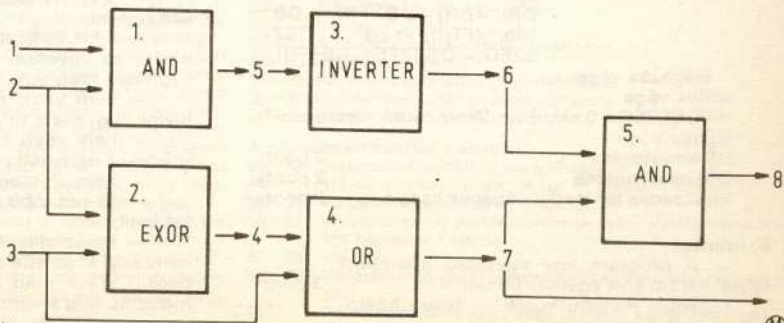 1.
3.
1
AND
5
INVERTER
6
2
5.
AND
8
2.
EXOR
4
4.
OR
3
7